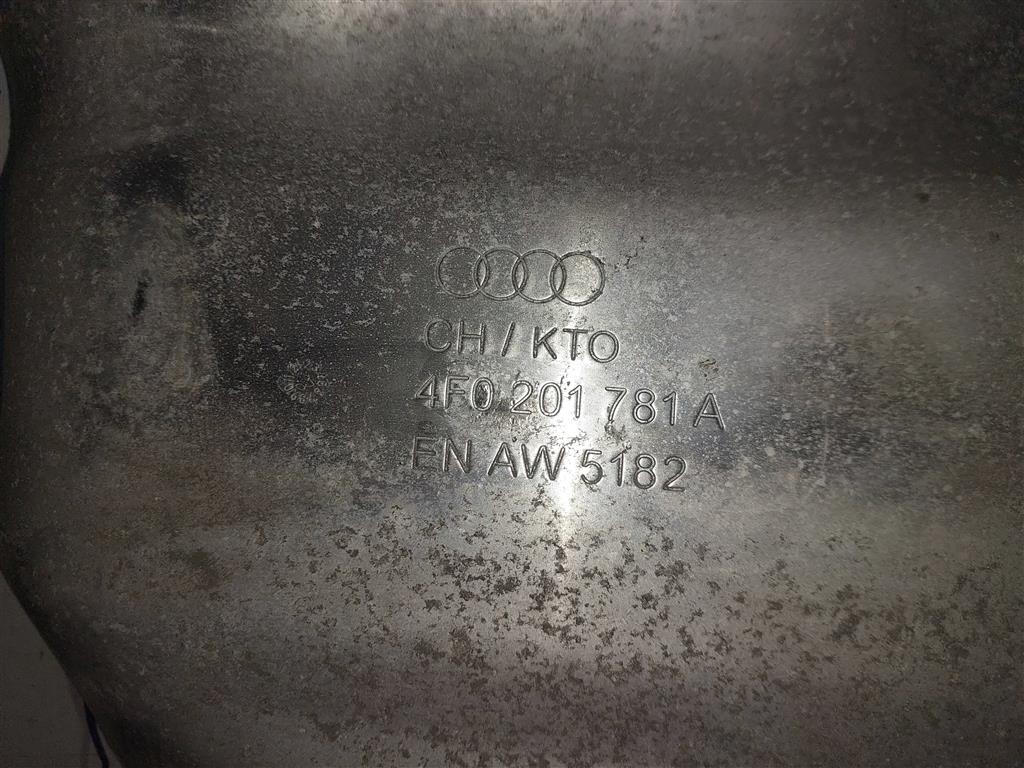 CH / KTO
4F0 201 781 A
EN AW 5182